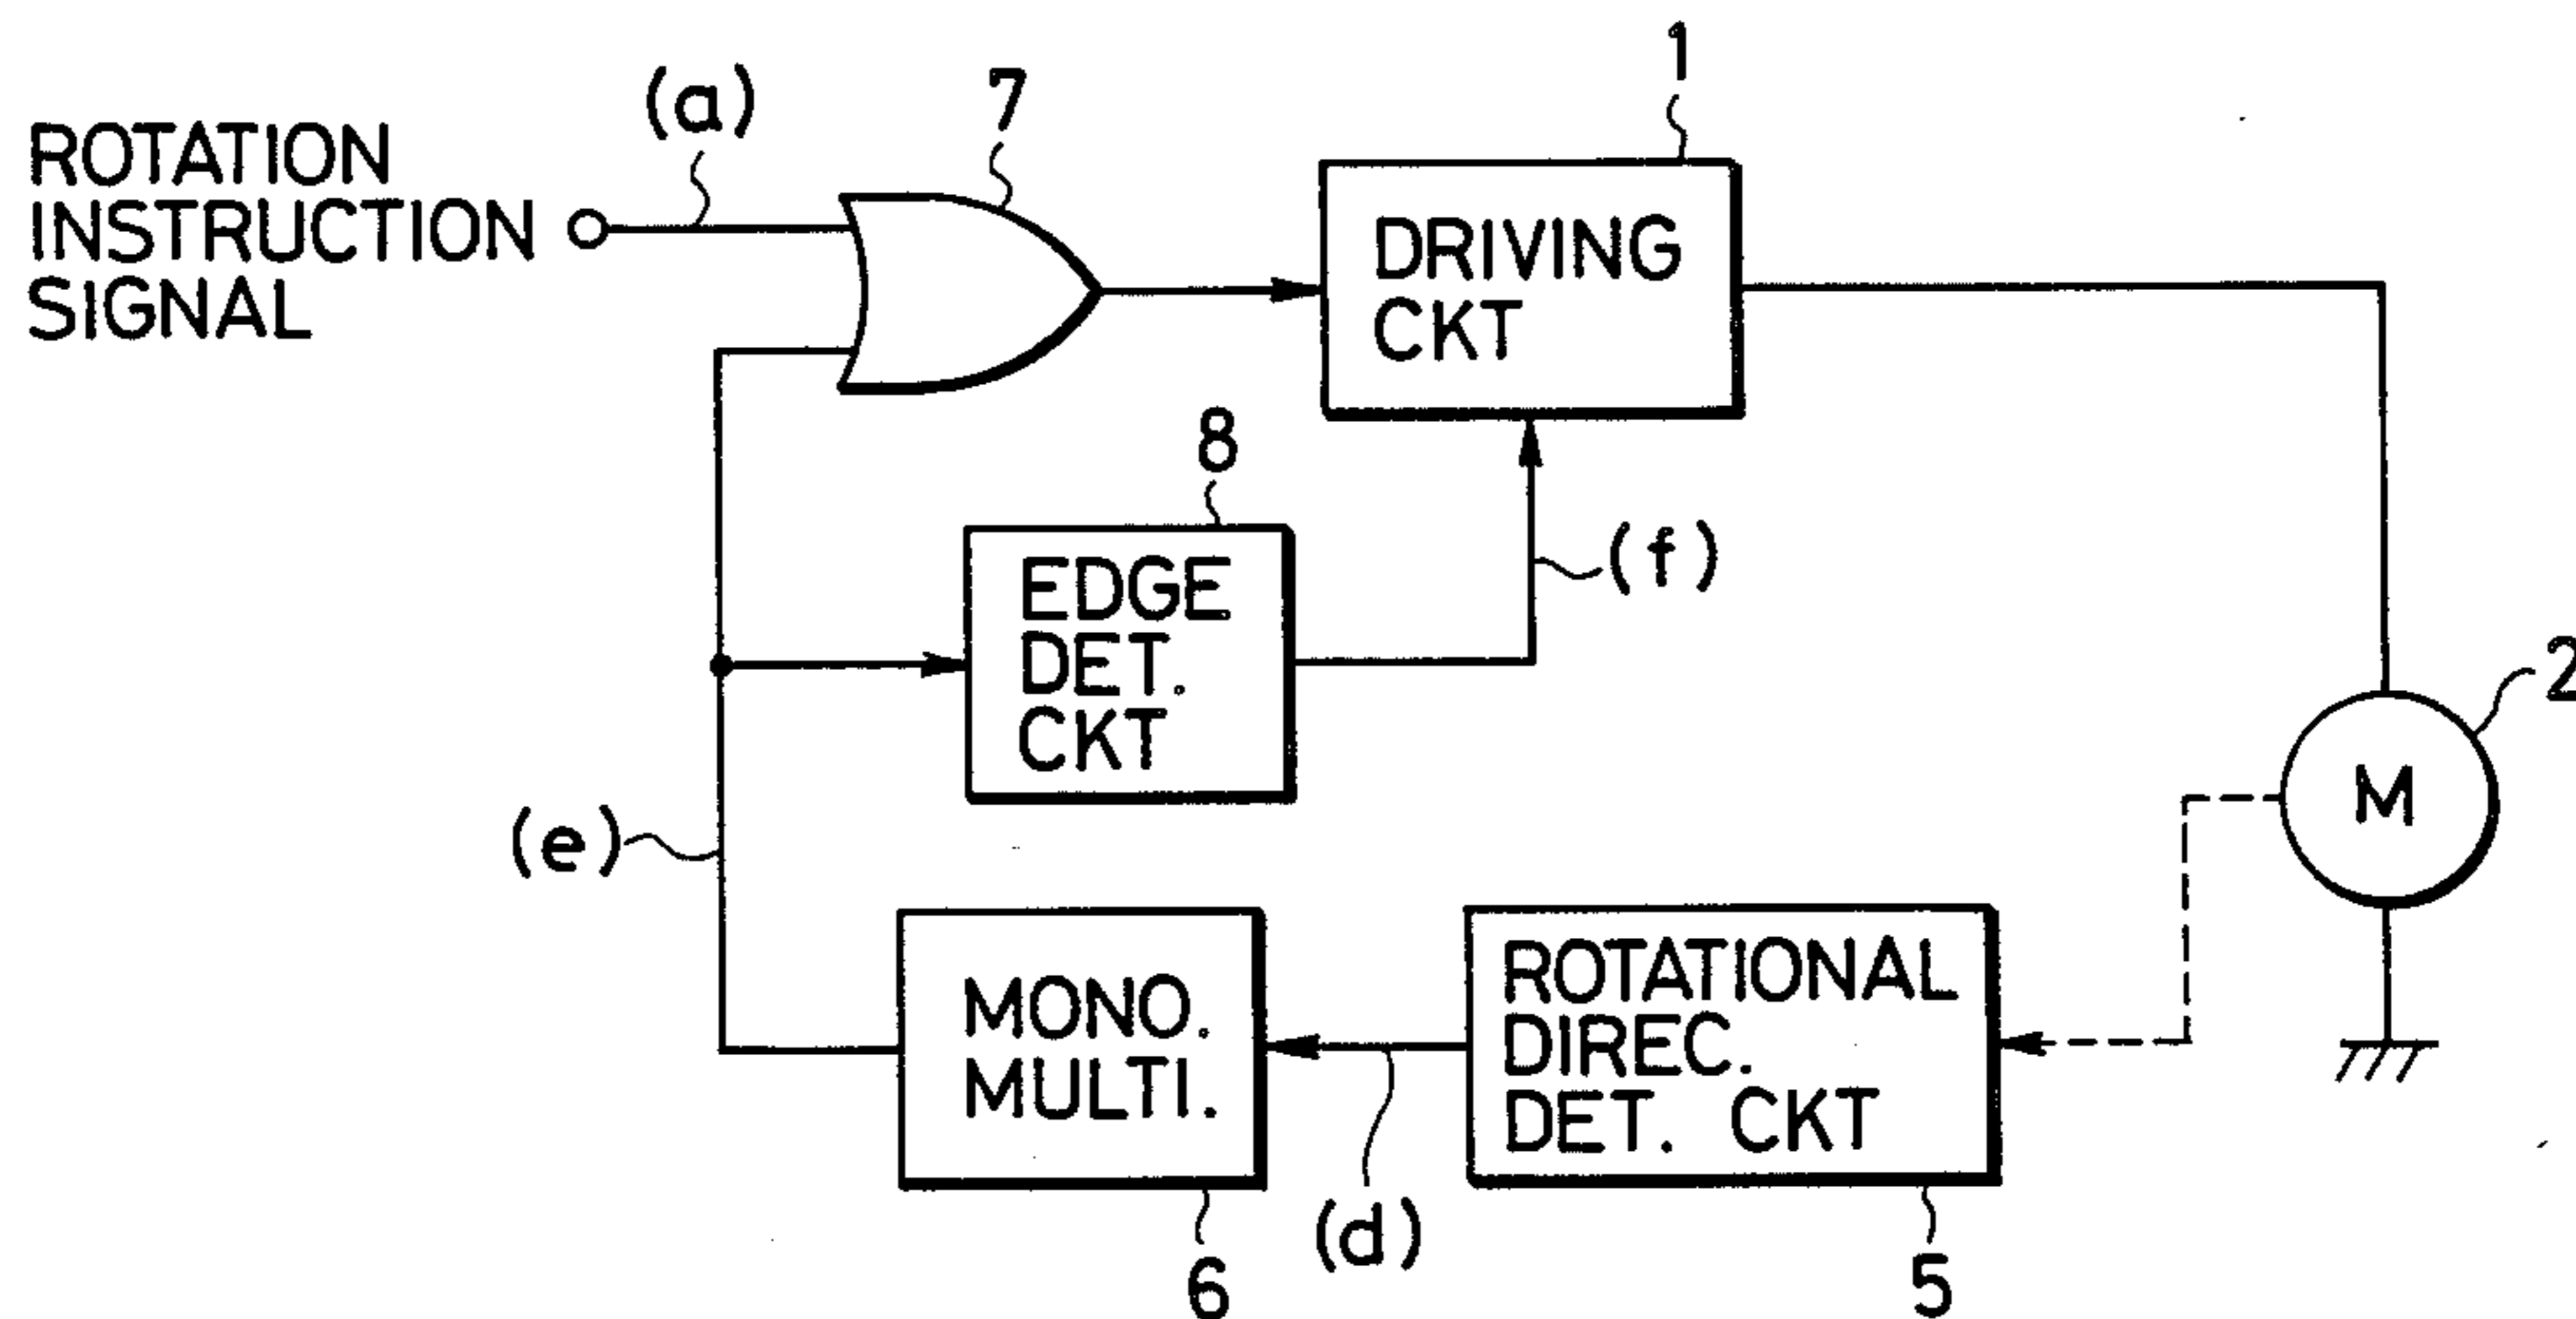 1
(a)
7
ROTATION
INSTRUCTION
SIGNAL
DRIVING
CKT
8
(f)
EDGE
DET.
CKT
2
M
(e)
MONO.
MULTI.
ROTATIONAL
DIREC.
DET. CKT
(d)
6
5